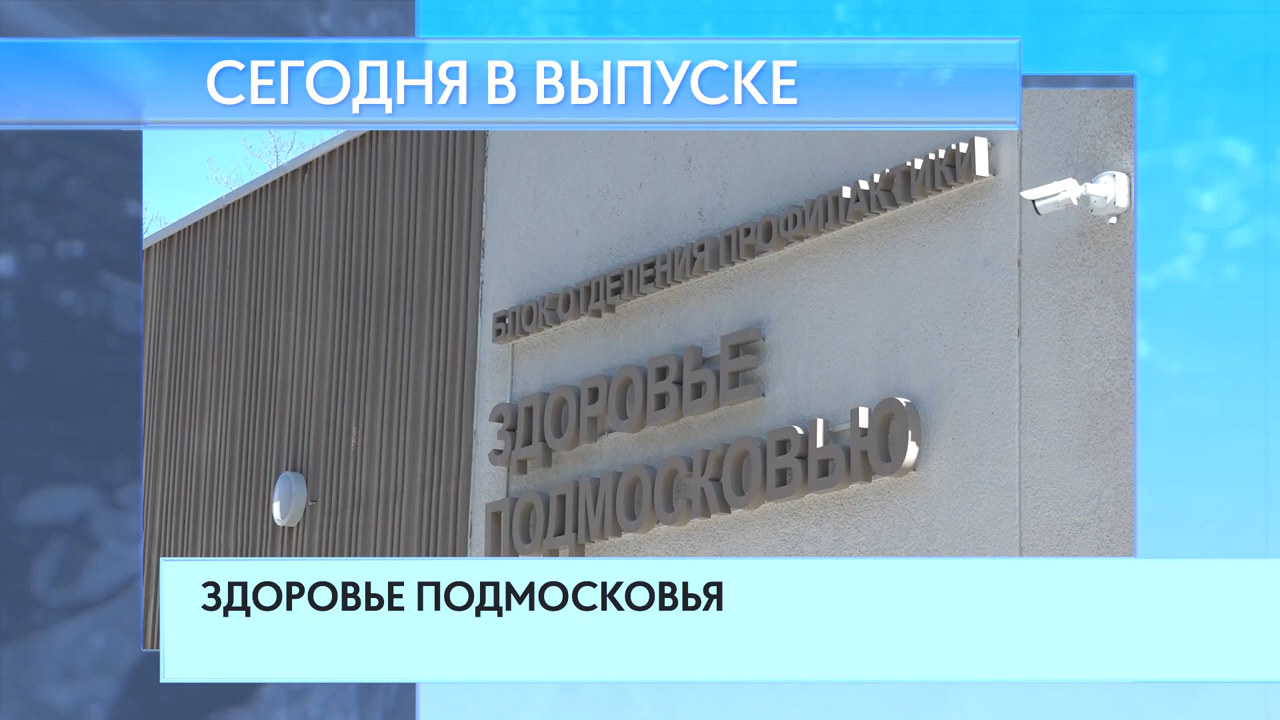 СЕГОДНЯ В ВЫПУСКЕ
БЛОК ОТДЕЛЕНИЯ ПРОФИЛАКТИКИ
ЗДОРОВЬЕ
ПОДМОСКОВЬЮ
ЗДОРОВЬЕ ПОДМОСКОВЬЯ